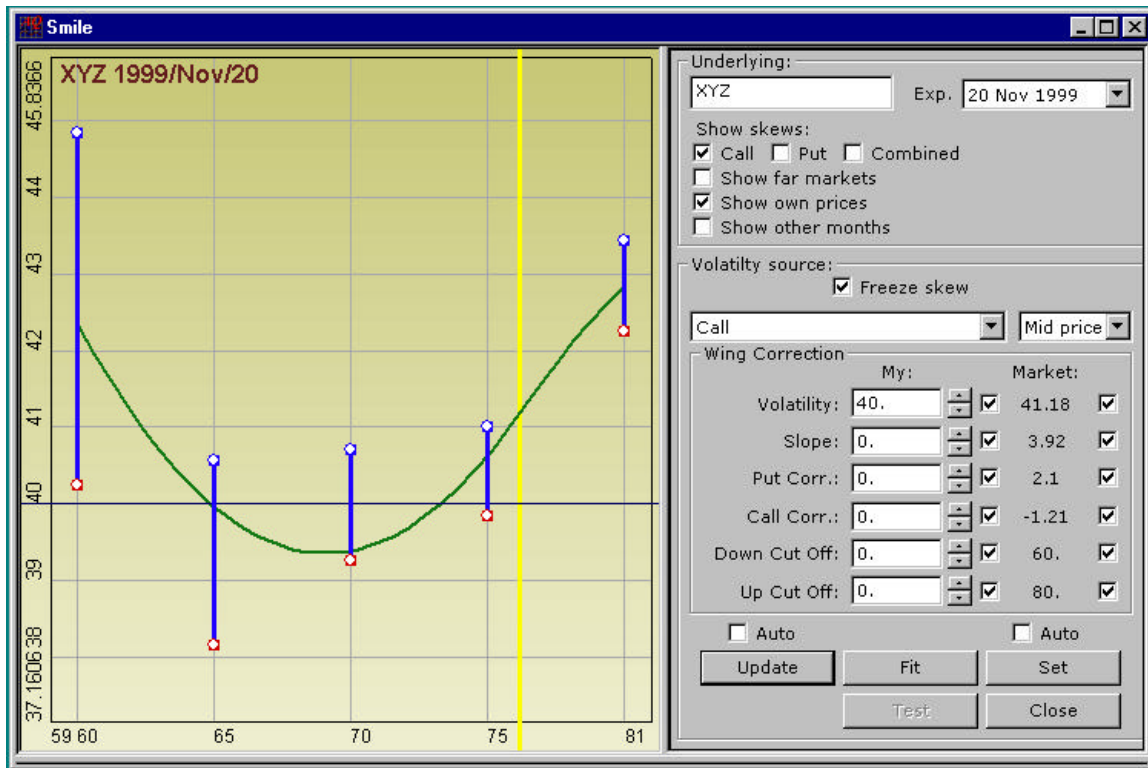 Smile
XYZ 1999/Nov/20
45.8366
44
43
42
41
40
39
37.160638
59 60 65 70 75 81
Underlying:
XYZ Exp. 20 Nov 1999
Show skews:
Call Put Combined
Show far markets
Show own prices
Show other months
Volatilty source:
Freeze skew
Call Mid price
Wing Correction
My: Market:
Volatility: 40. 41.18
Slope: 0. 3.92
Put Corr.: 0. 2.1
Call Corr.: 0. -1.21
Down Cut Off: 0. 60.
Up Cut Off: 0. 80.
Auto Auto
Update Fit Set
Test Close